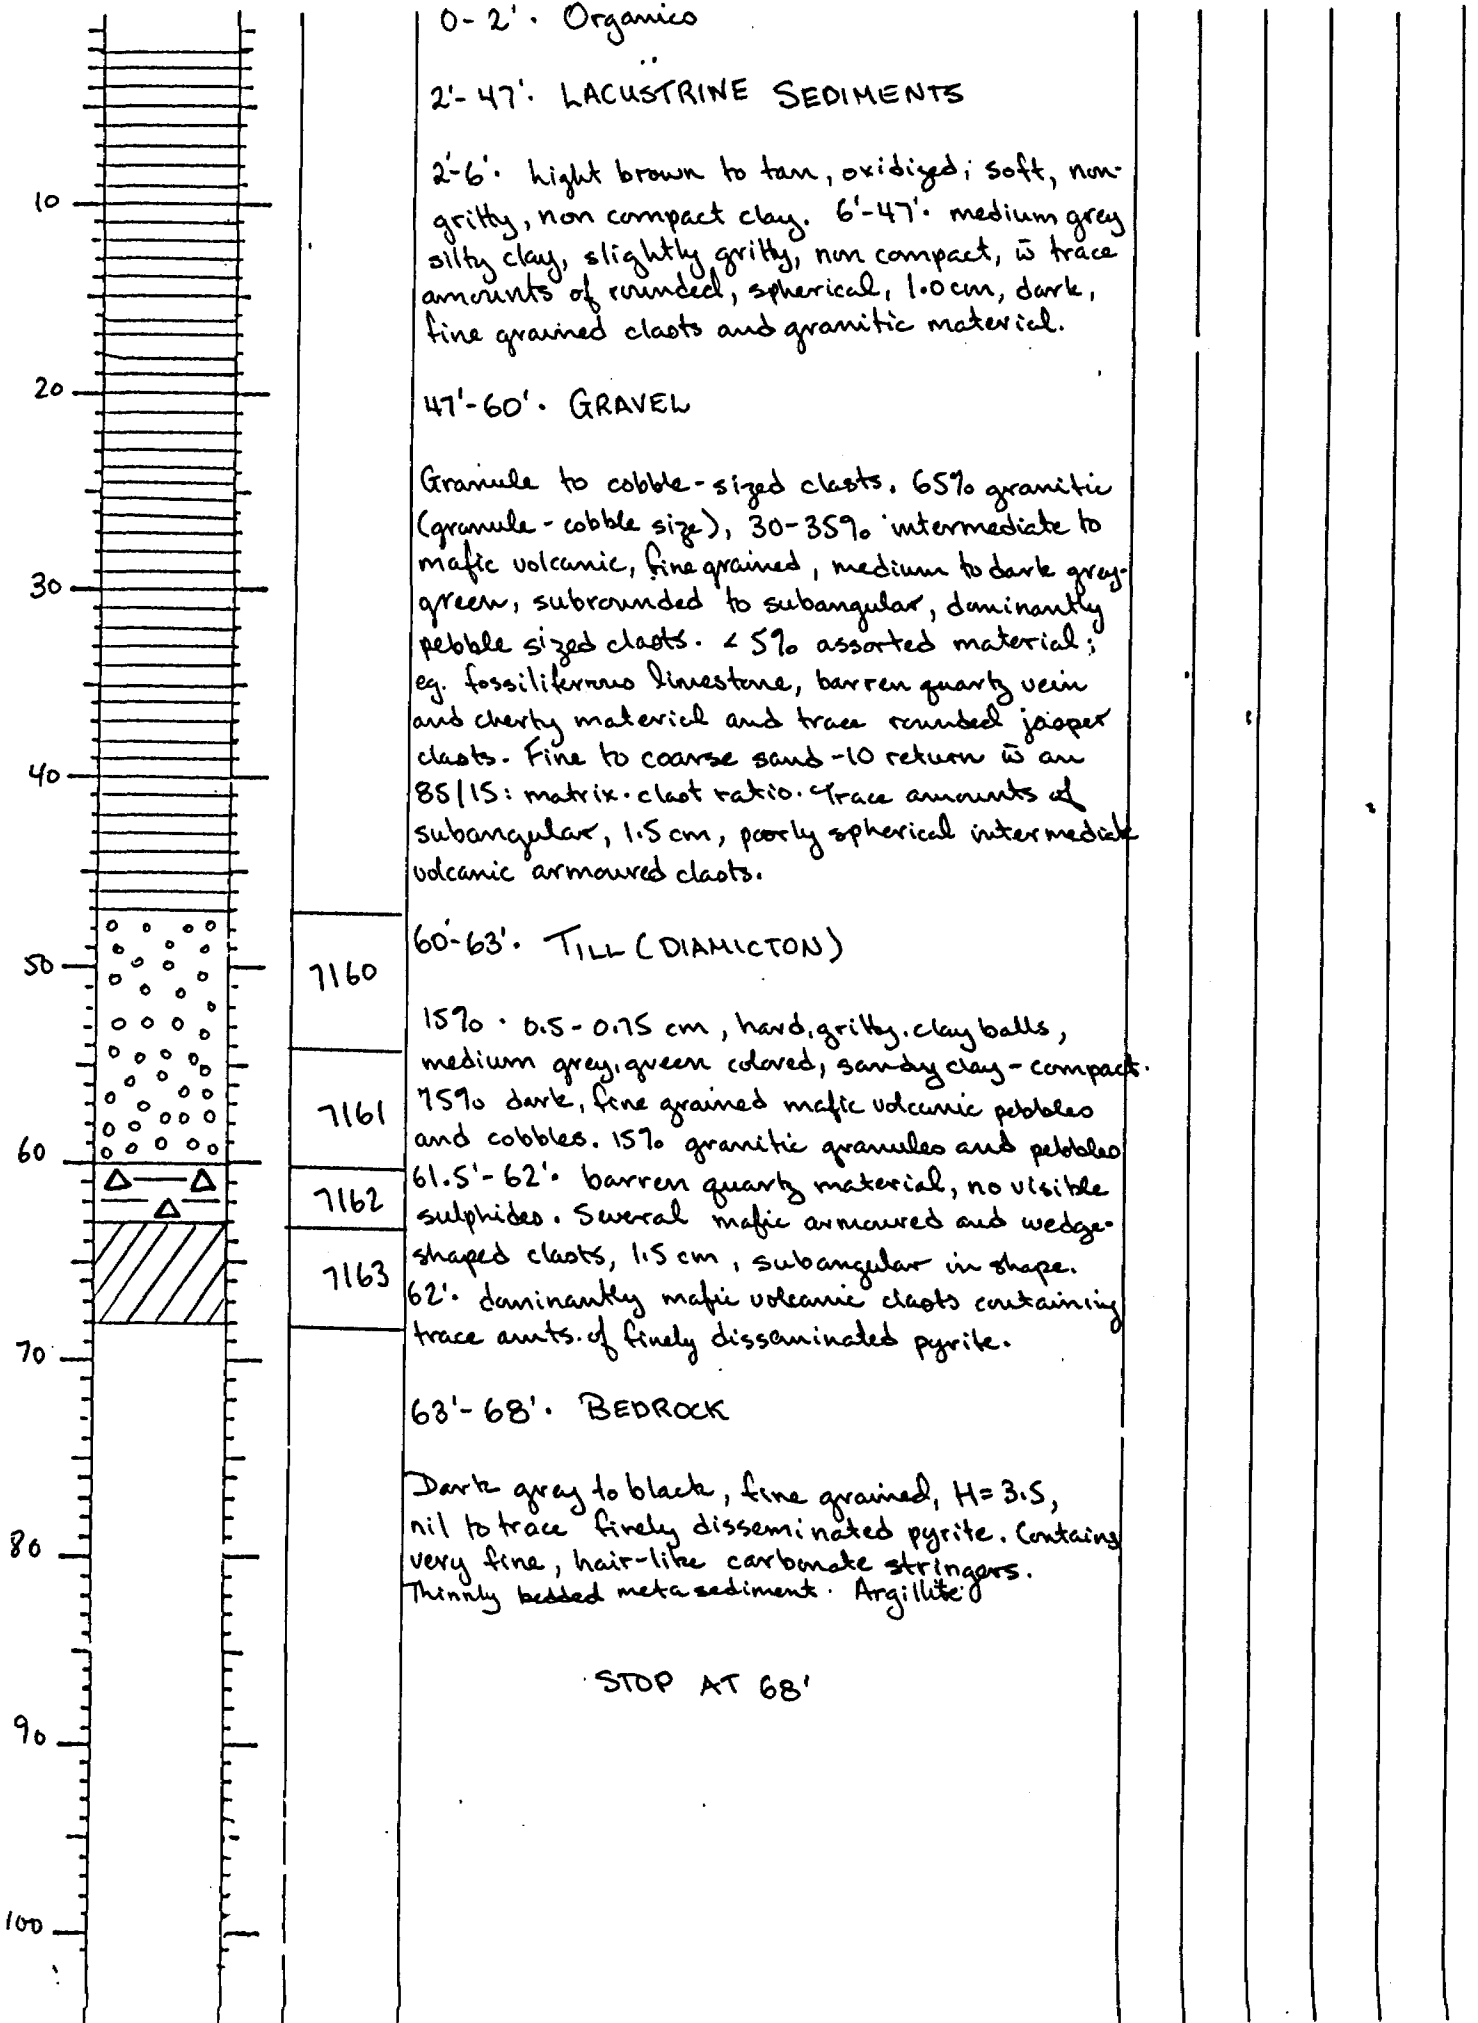 0-2'. Organics
2'-47'. LACUSTRINE SEDIMENTS
2'-6'. Light brown to tan, oxidized; soft, non-
gritty, non compact clay. 6'-47'. medium grey
silty clay, slightly gritty, non compact, w̄ trace
amounts of rounded, spherical, 1.0 cm, dark,
fine grained clasts and granitic material.
47'-60'. GRAVEL
Granule to cobble-sized clasts. 65% granitic
(granule-cobble size), 30-35% intermediate to
mafic volcanic, fine grained, medium to dark grey-
green, subrounded to subangular, dominantly
pebble sized clasts. < 5% assorted material;
eg. fossiliferous limestone, barren quartz vein
and cherty material and trace rounded jasper
clasts. Fine to coarse sand -10 return w̄ an
85/15: matrix.clast ratio. Trace amounts of
subangular, 1.5 cm, poorly spherical intermediate
volcanic armoured clasts.
60'-63'. TILL (DIAMICTON)
15% . 0.5-0.75 cm, hard, gritty, clay balls,
medium grey, green colored, sandy clay - compact.
75% dark, fine grained mafic volcanic pebbles
and cobbles. 15% granitic granules and pebbles
61.5'-62'. barren quartz material, no visible
sulphides. Several mafic armoured and wedge-
shaped clasts, 1.5 cm, subangular in shape.
62'. dominantly mafic volcanic clasts containing
trace amts. of finely dissaminated pyrite.
63'-68'. BEDROCK
Dark grey to black, fine grained, H= 3.5,
nil to trace finely disseminated pyrite. Contains
very fine, hair-like carbonate stringers.
Thinnly bedded metasediment. Argillite.
STOP AT 68'
10
20
30
40
50
60
70
80
90
100
7160
7161
7162
7163